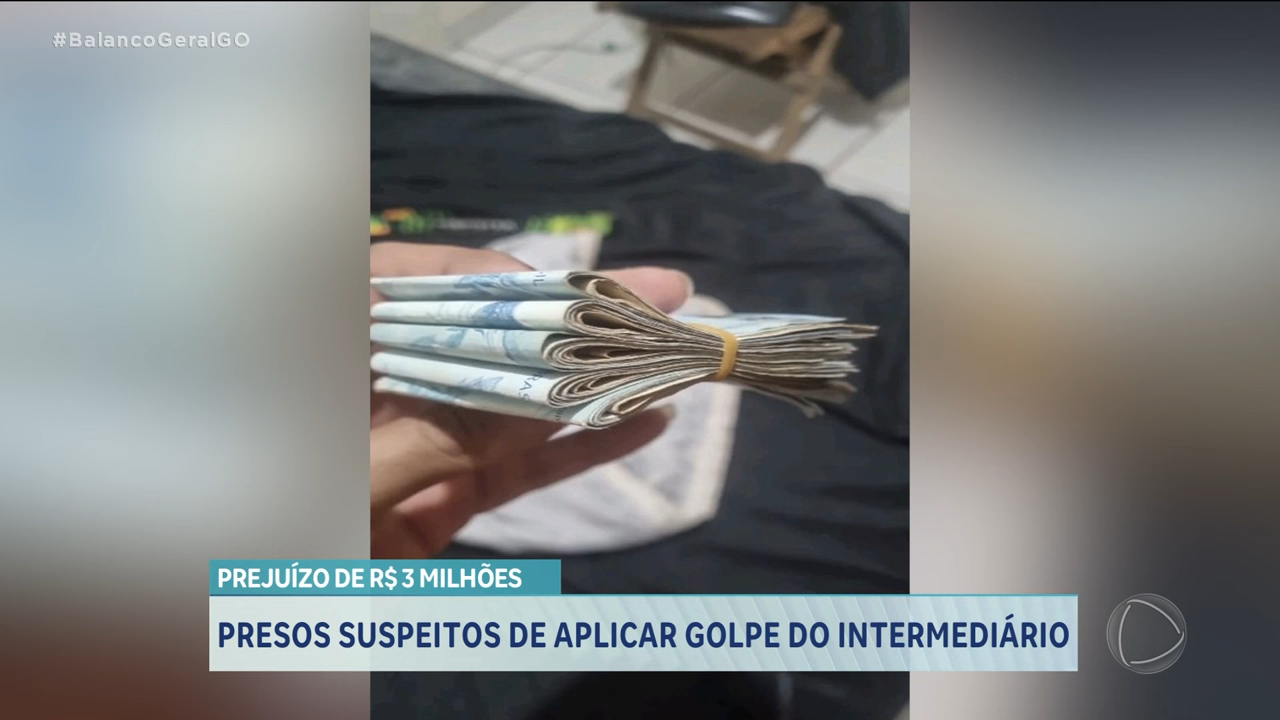 #BalancoGeralGO
PREJUÍZO DE R$ 3 MILHÕES
PRESOS SUSPEITOS DE APLICAR GOLPE DO INTERMEDIÁRIO